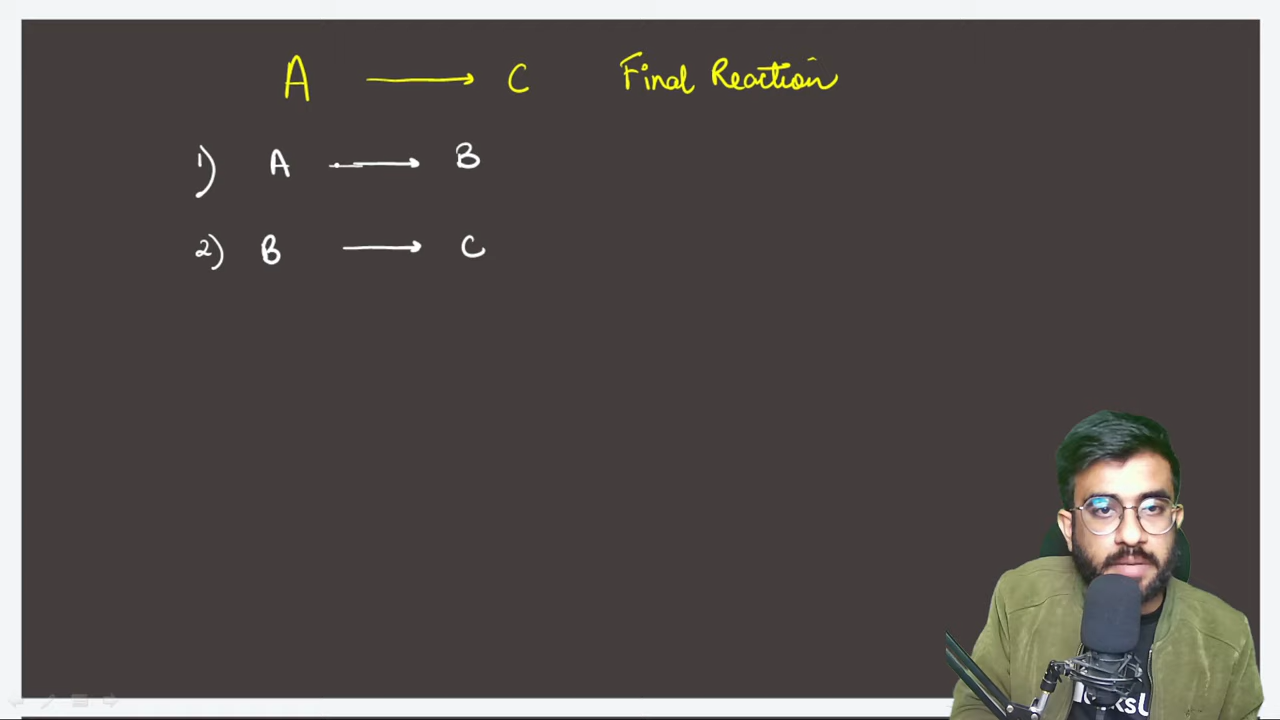 A → C Final Reaction
1) A → B
2) B → C